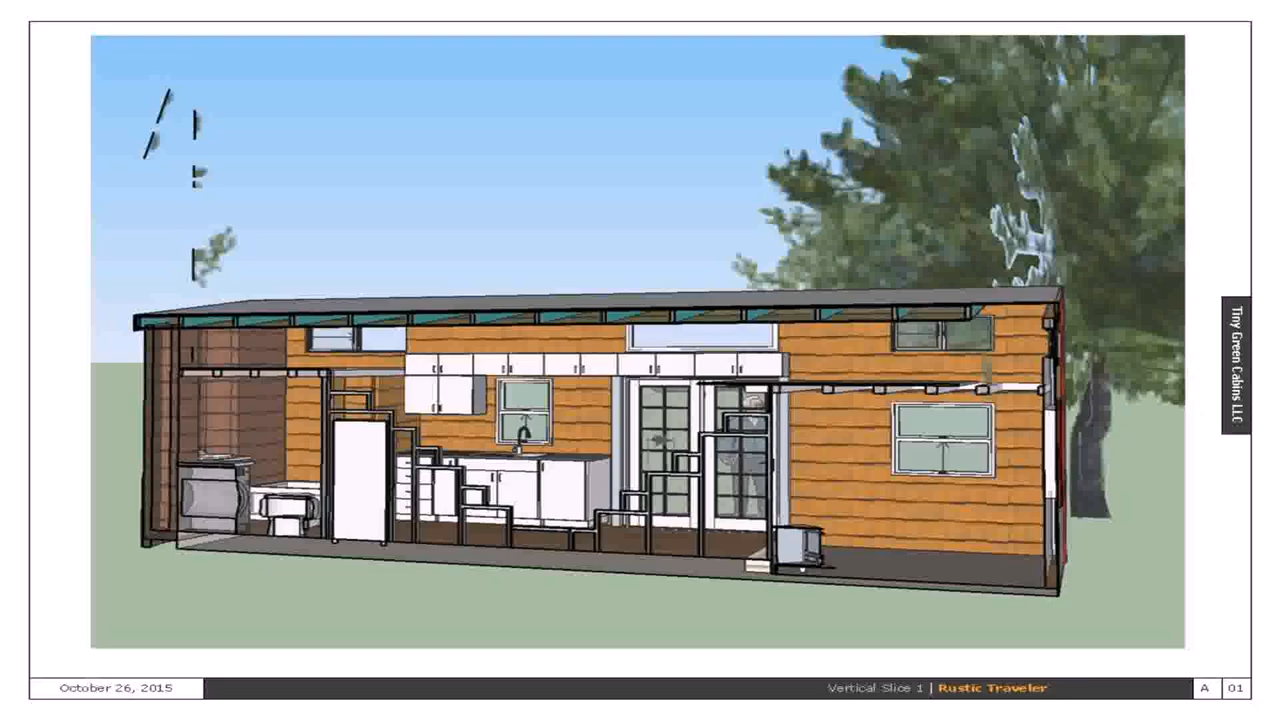 Tiny Green Cabins LLC
October 26, 2015
Vertical Slice 1 | Rustic Traveler
A 01